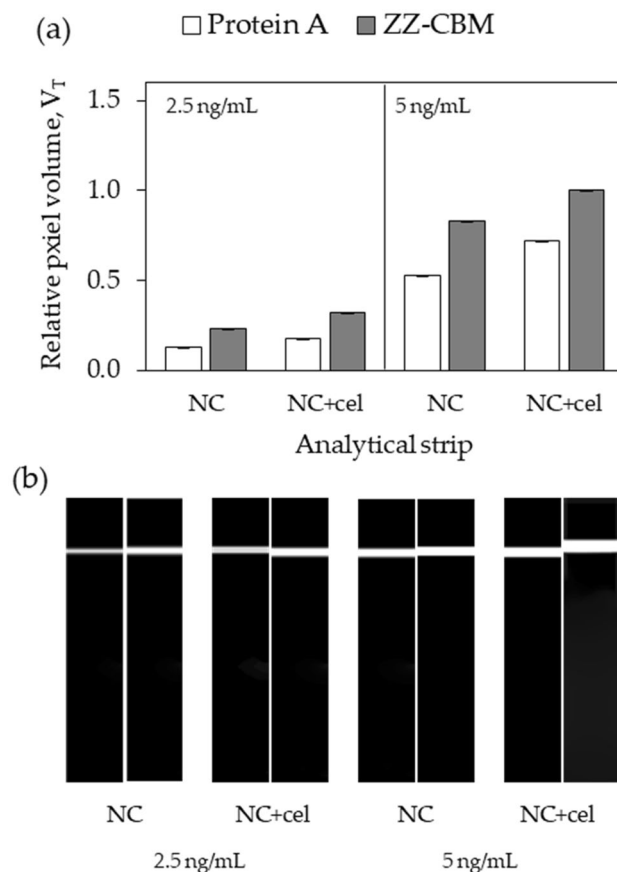 (a) Protein A ZZ-CBM
Relative pxiel volume, VT
1.5
1.0
0.5
0.0
2.5 ng/mL 5 ng/mL
NC NC+cel NC NC+cel
Analytical strip
(b)
NC NC+cel NC NC+cel
2.5 ng/mL 5 ng/mL